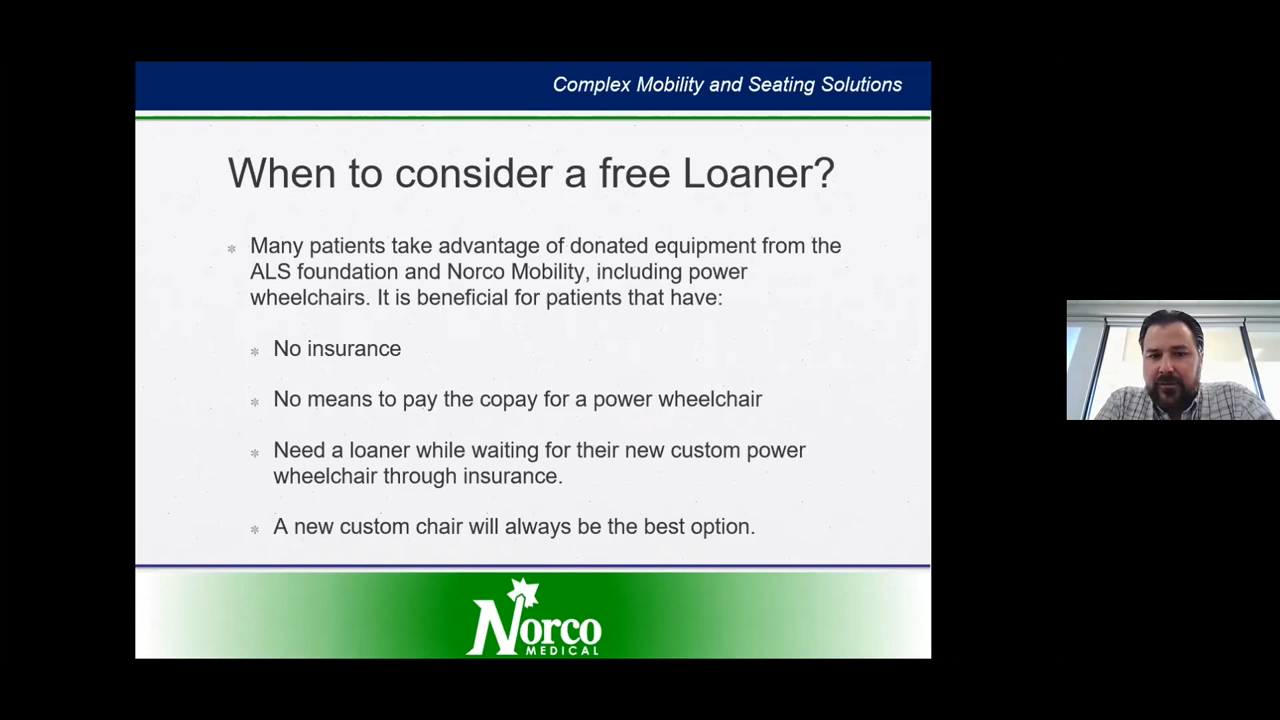 Complex Mobility and Seating Solutions
When to consider a free Loaner?
Many patients take advantage of donated equipment from the
ALS foundation and Norco Mobility, including power
wheelchairs. It is beneficial for patients that have:
No insurance
No means to pay the copay for a power wheelchair
Need a loaner while waiting for their new custom power
wheelchair through insurance.
A new custom chair will always be the best option.
Norco
MEDICAL